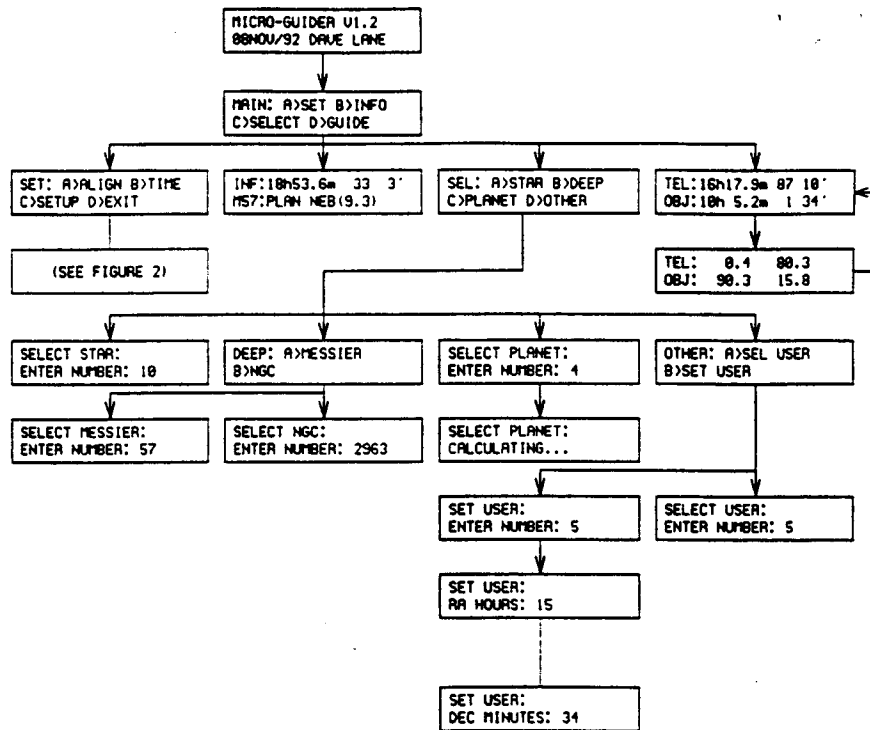 MICRO-GUIDER V1.2
08NOV/92 DAVE LANE
MAIN: A>SET B>INFO
C>SELECT D>GUIDE
SET: A>ALIGN B>TIME
C>SETUP D>EXIT
INF:18h53.6m 33 3'
M57:PLAN NEB(9.3)
SEL: A>STAR B>DEEP
C>PLANET D>OTHER
TEL:16h17.9m 87 10'
OBJ:10h 5.2m 1 34'
(SEE FIGURE 2)
TEL: 0.4 80.3
OBJ: 90.3 15.8
SELECT STAR:
ENTER NUMBER: 10
DEEP: A>MESSIER
B>NGC
SELECT PLANET:
ENTER NUMBER: 4
OTHER: A>SEL USER
B>SET USER
SELECT MESSIER:
ENTER NUMBER: 57
SELECT NGC:
ENTER NUMBER: 2963
SELECT PLANET:
CALCULATING...
SET USER:
ENTER NUMBER: 5
SELECT USER:
ENTER NUMBER: 5
SET USER:
RA HOURS: 15
SET USER:
DEC MINUTES: 34